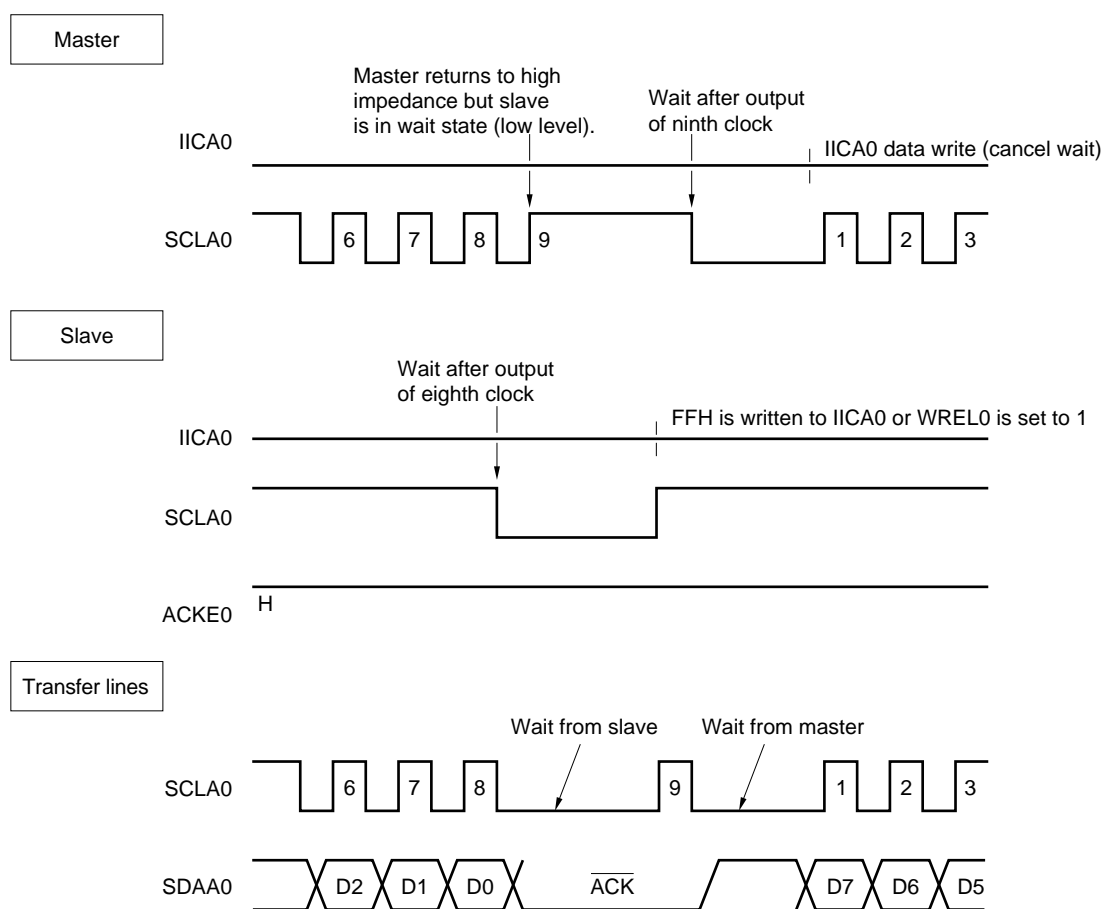 Master
Master returns to high
impedance but slave
is in wait state (low level).
Wait after output
of ninth clock
IICA0
IICA0 data write (cancel wait)
SCLA0
6 7 8 9 1 2 3
Slave
Wait after output
of eighth clock
FFH is written to IICA0 or WREL0 is set to 1
IICA0
SCLA0
H
ACKE0
Transfer lines
Wait from slave Wait from master
SCLA0
6 7 8 9 1 2 3
SDAA0 D2 D1 D0 ACK D7 D6 D5